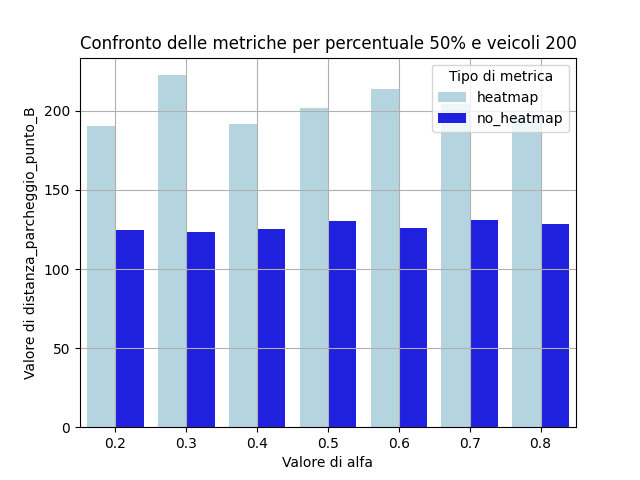 Confronto delle metriche per percentuale 50% e veicoli 200
Valore di distanza_parcheggio_punto_B
200
150
100
50
0
Tipo di metrica
heatmap
no_heatmap
0.2 0.3 0.4 0.5 0.6 0.7 0.8
Valore di alfa